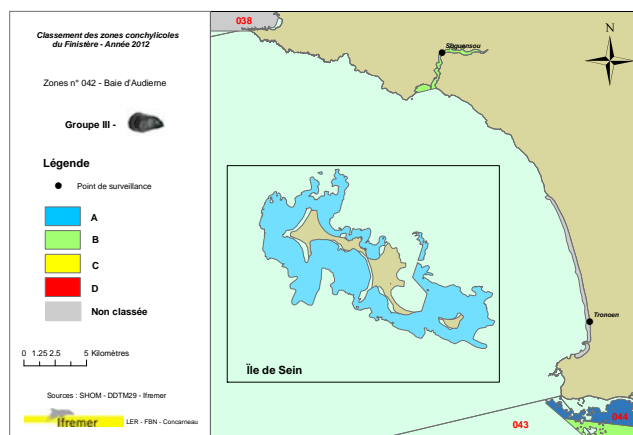 Classement des zones conchylicoles
du Finistère - Année 2012
Zones n° 042 - Baie d'Audierne
Groupe III -
Légende
Point de surveillance
A
B
C
D
Non classée
0 1.25 2.5 5 Kilomètres
Sources : SHOM - DDTM29 - Ifremer
Ifremer
LER - FBN - Concarneau
038
N
Suguensou
Île de Sein
Tronoen
043
044